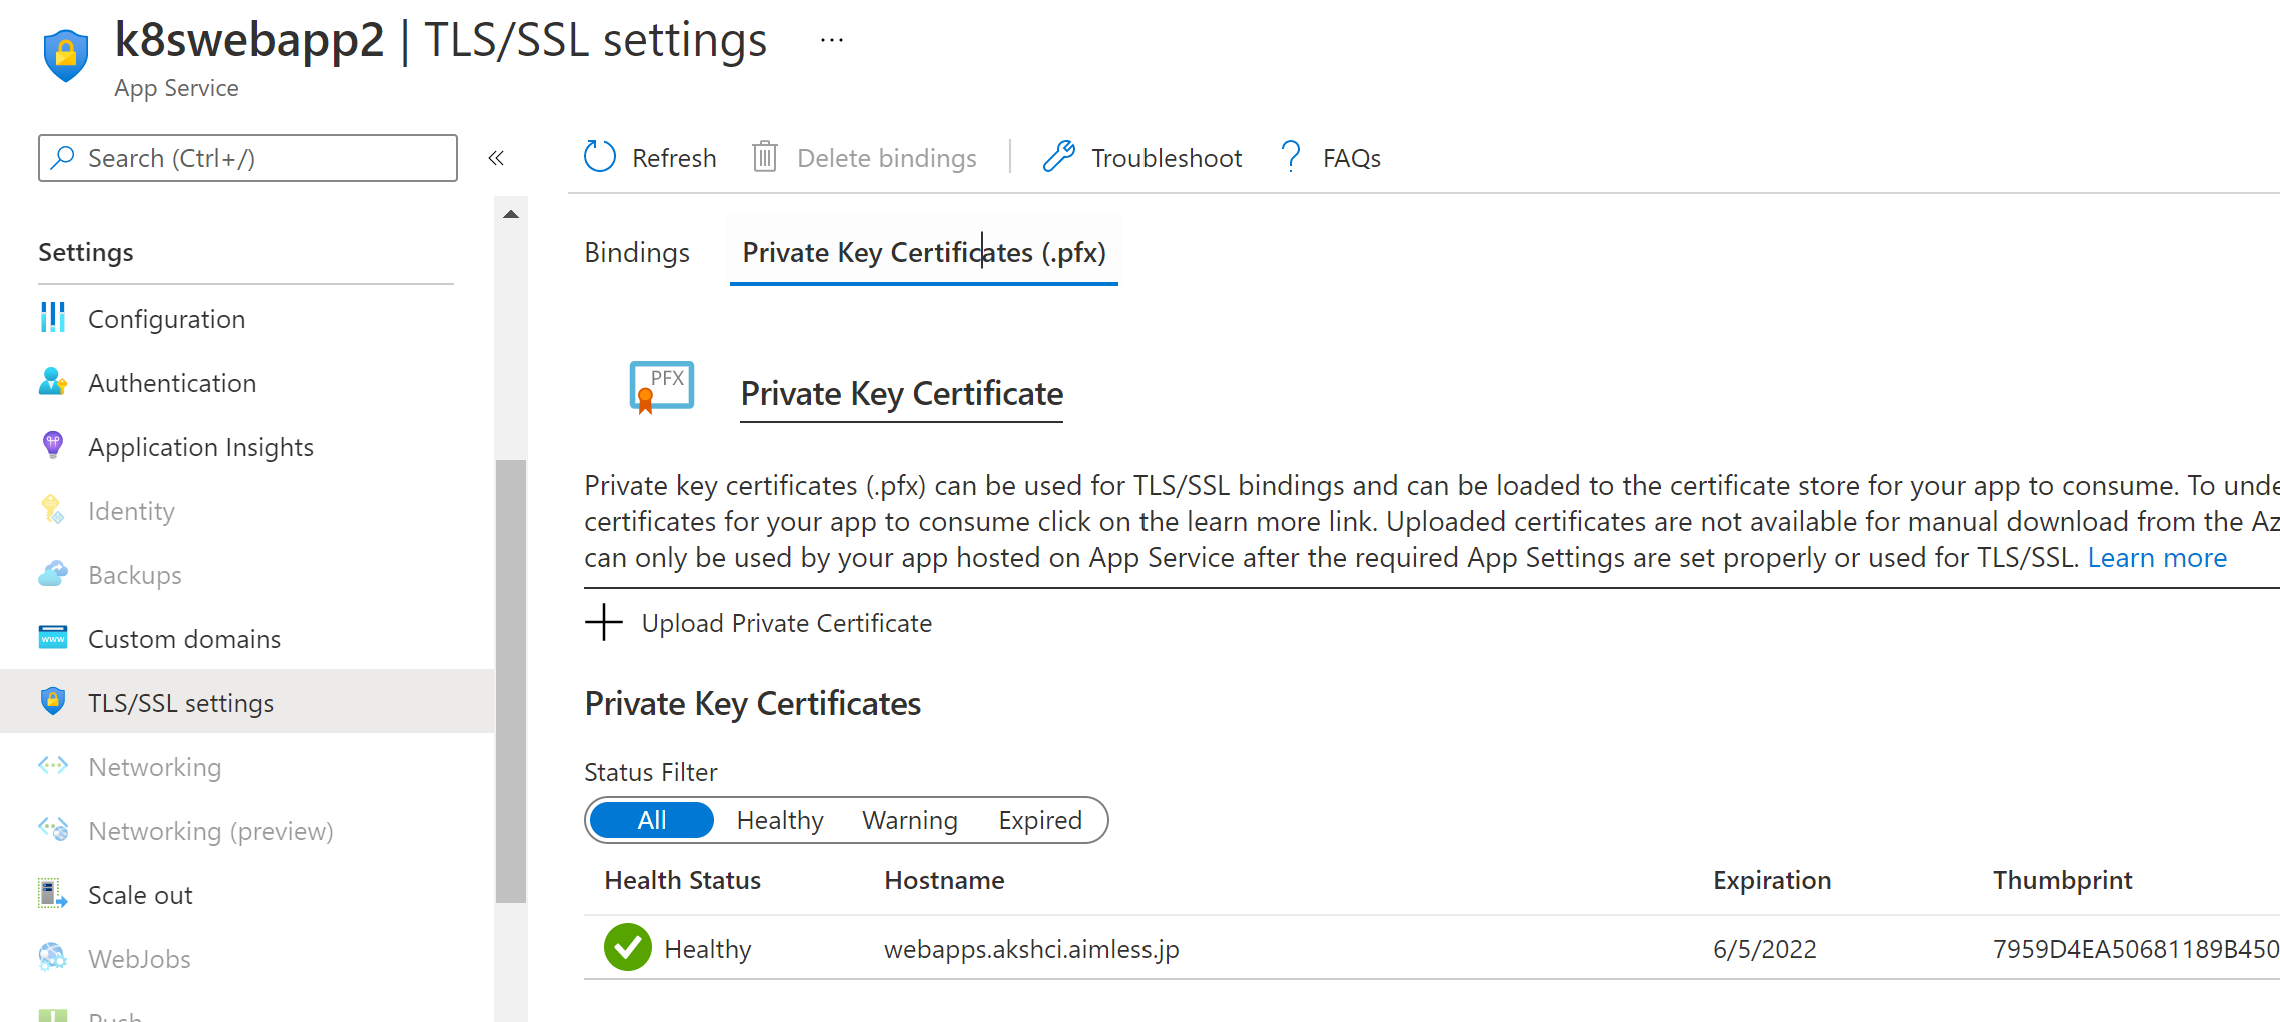 k8swebapp2 | TLS/SSL settings ...
App Service
Search (Ctrl+/)
«
Refresh
Delete bindings
Troubleshoot
FAQs
Settings
Configuration
Authentication
Application Insights
Identity
Backups
Custom domains
www
TLS/SSL settings
Networking
Networking (preview)
Scale out
WebJobs
Push
Bindings
Private Key Certificates (.pfx)
PFX
Private Key Certificate
Private key certificates (.pfx) can be used for TLS/SSL bindings and can be loaded to the certificate store for your app to consume. To unde
certificates for your app to consume click on the learn more link. Uploaded certificates are not available for manual download from the Az
can only be used by your app hosted on App Service after the required App Settings are set properly or used for TLS/SSL. Learn more
Upload Private Certificate
Private Key Certificates
Status Filter
All Healthy Warning Expired
Health Status Hostname Expiration Thumbprint
Healthy webapps.akshci.aimless.jp 6/5/2022 7959D4EA50681189B450